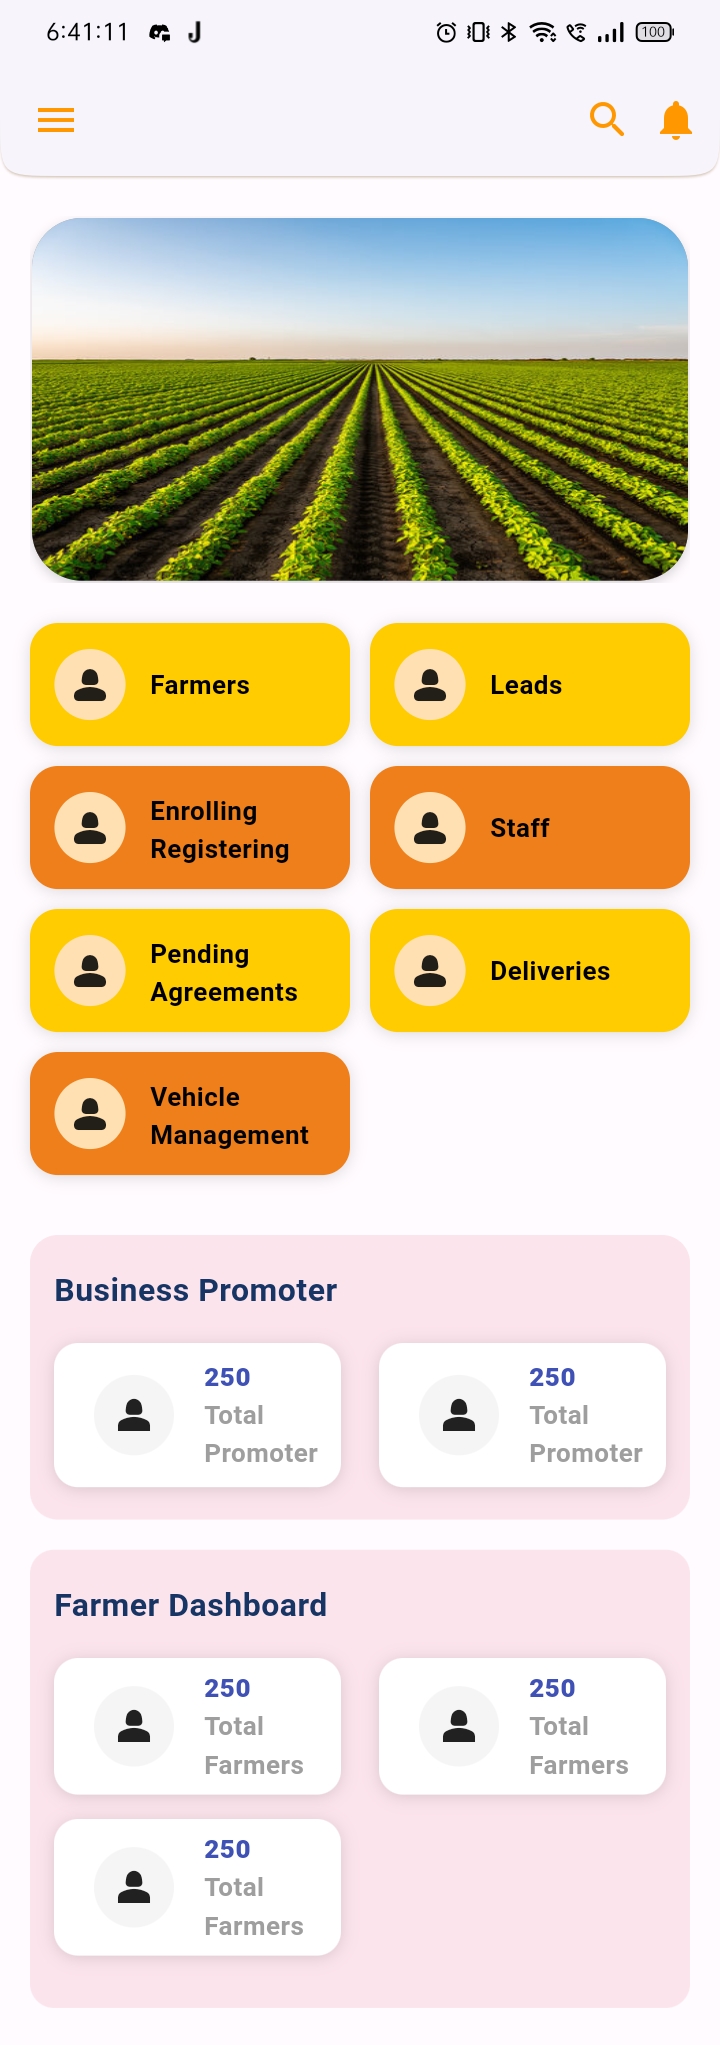 6:41:11
100
Farmers
Leads
Enrolling
Registering
Staff
Pending
Agreements
Deliveries
Vehicle
Management
Business Promoter
250
Total
Promoter
250
Total
Promoter
Farmer Dashboard
250
Total
Farmers
250
Total
Farmers
250
Total
Farmers